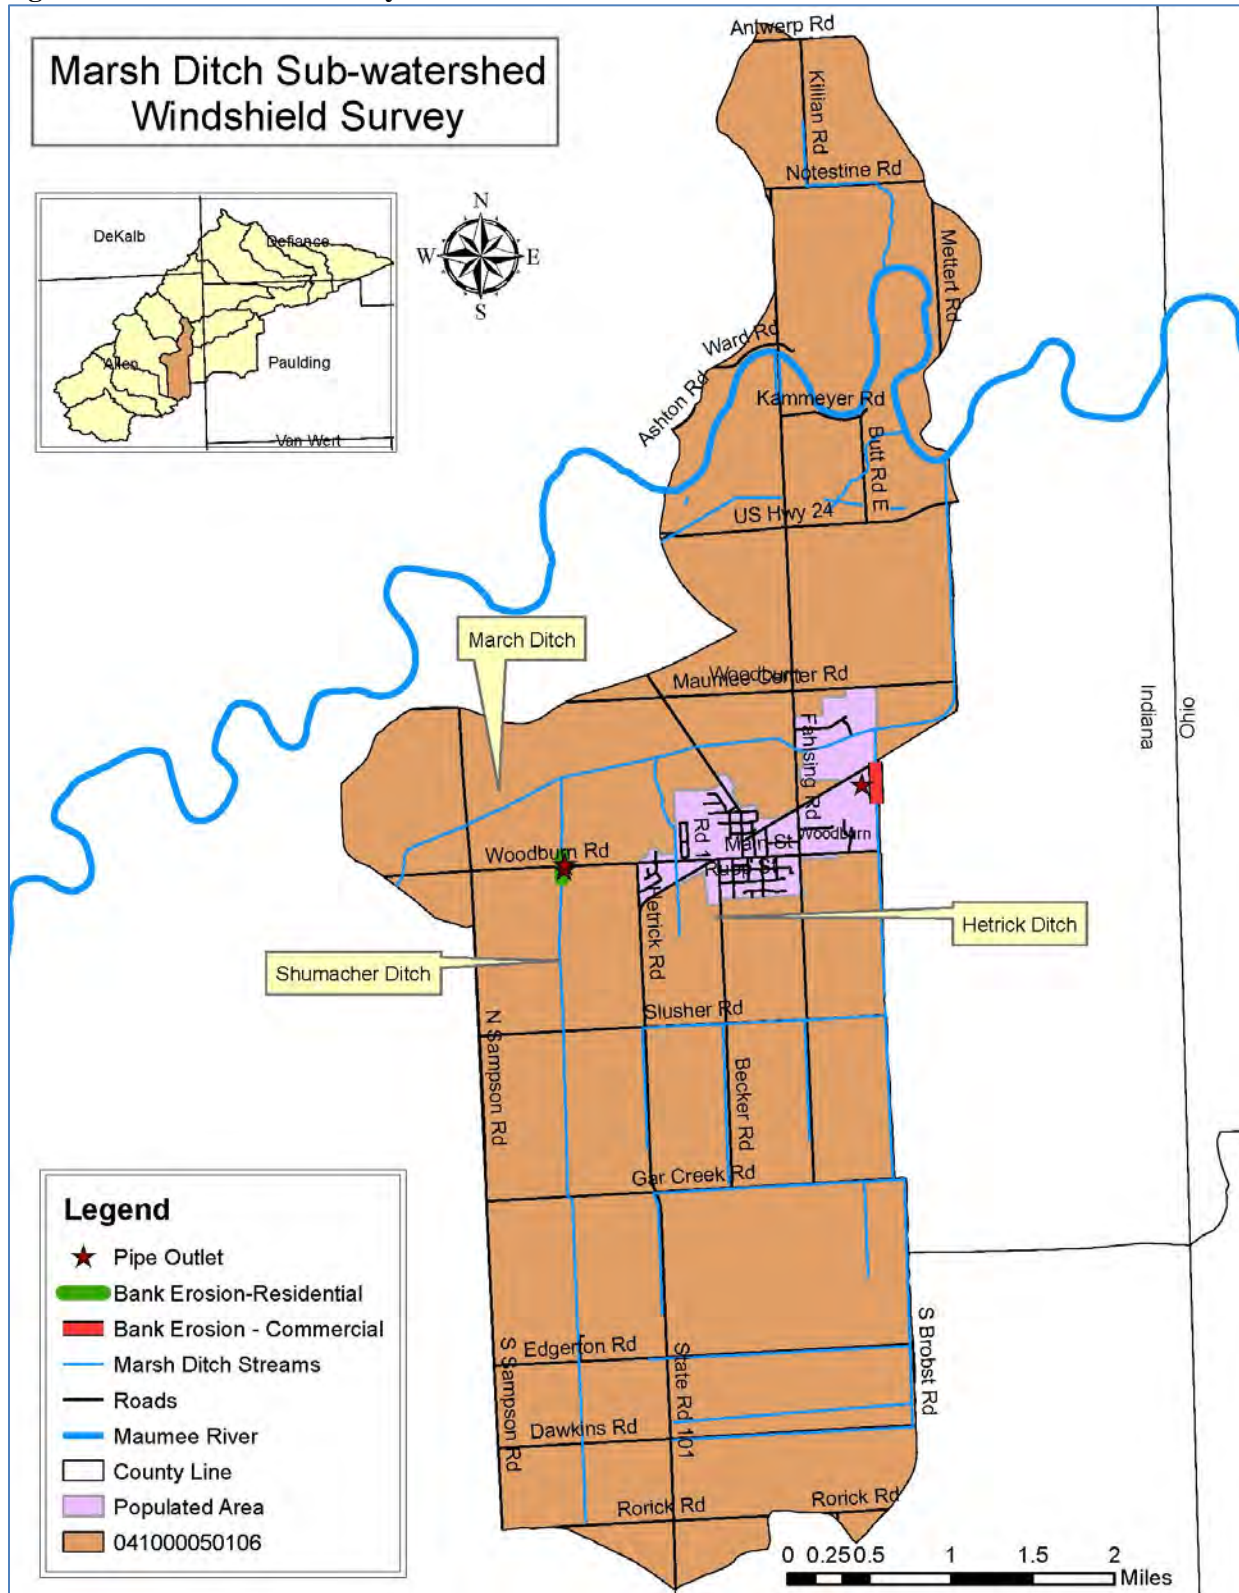 Marsh Ditch Sub-watershed
Windshield Survey
DeKalb
Defiance
Allen
Paulding
Van Wert
N
W
E
S
Antwerp Rd
Killian Rd
Notestine Rd
Mettert Rd
Ward Rd
Ashton Rd
Kammeyer Rd
Butt Rd E
US Hwy 24
March Ditch
Woodburn
Maumee Center Rd
Indiana
Ohio
Fahlsing Rd
Rd 1
Woodburn Rd
Main St
Woodburn
Rupp St
Hetrick Rd
Hetrick Ditch
Shumacher Ditch
Slusher Rd
N Sampson Rd
Becker Rd
Gar Creek Rd
Edgerton Rd
S Sampson Rd
State Rd 101
S Brobst Rd
Dawkins Rd
Rorick Rd
Rorick Rd
Legend
Pipe Outlet
Bank Erosion-Residential
Bank Erosion - Commercial
Marsh Ditch Streams
Roads
Maumee River
County Line
Populated Area
041000050106
0 0.25 0.5 1 1.5 2
Miles